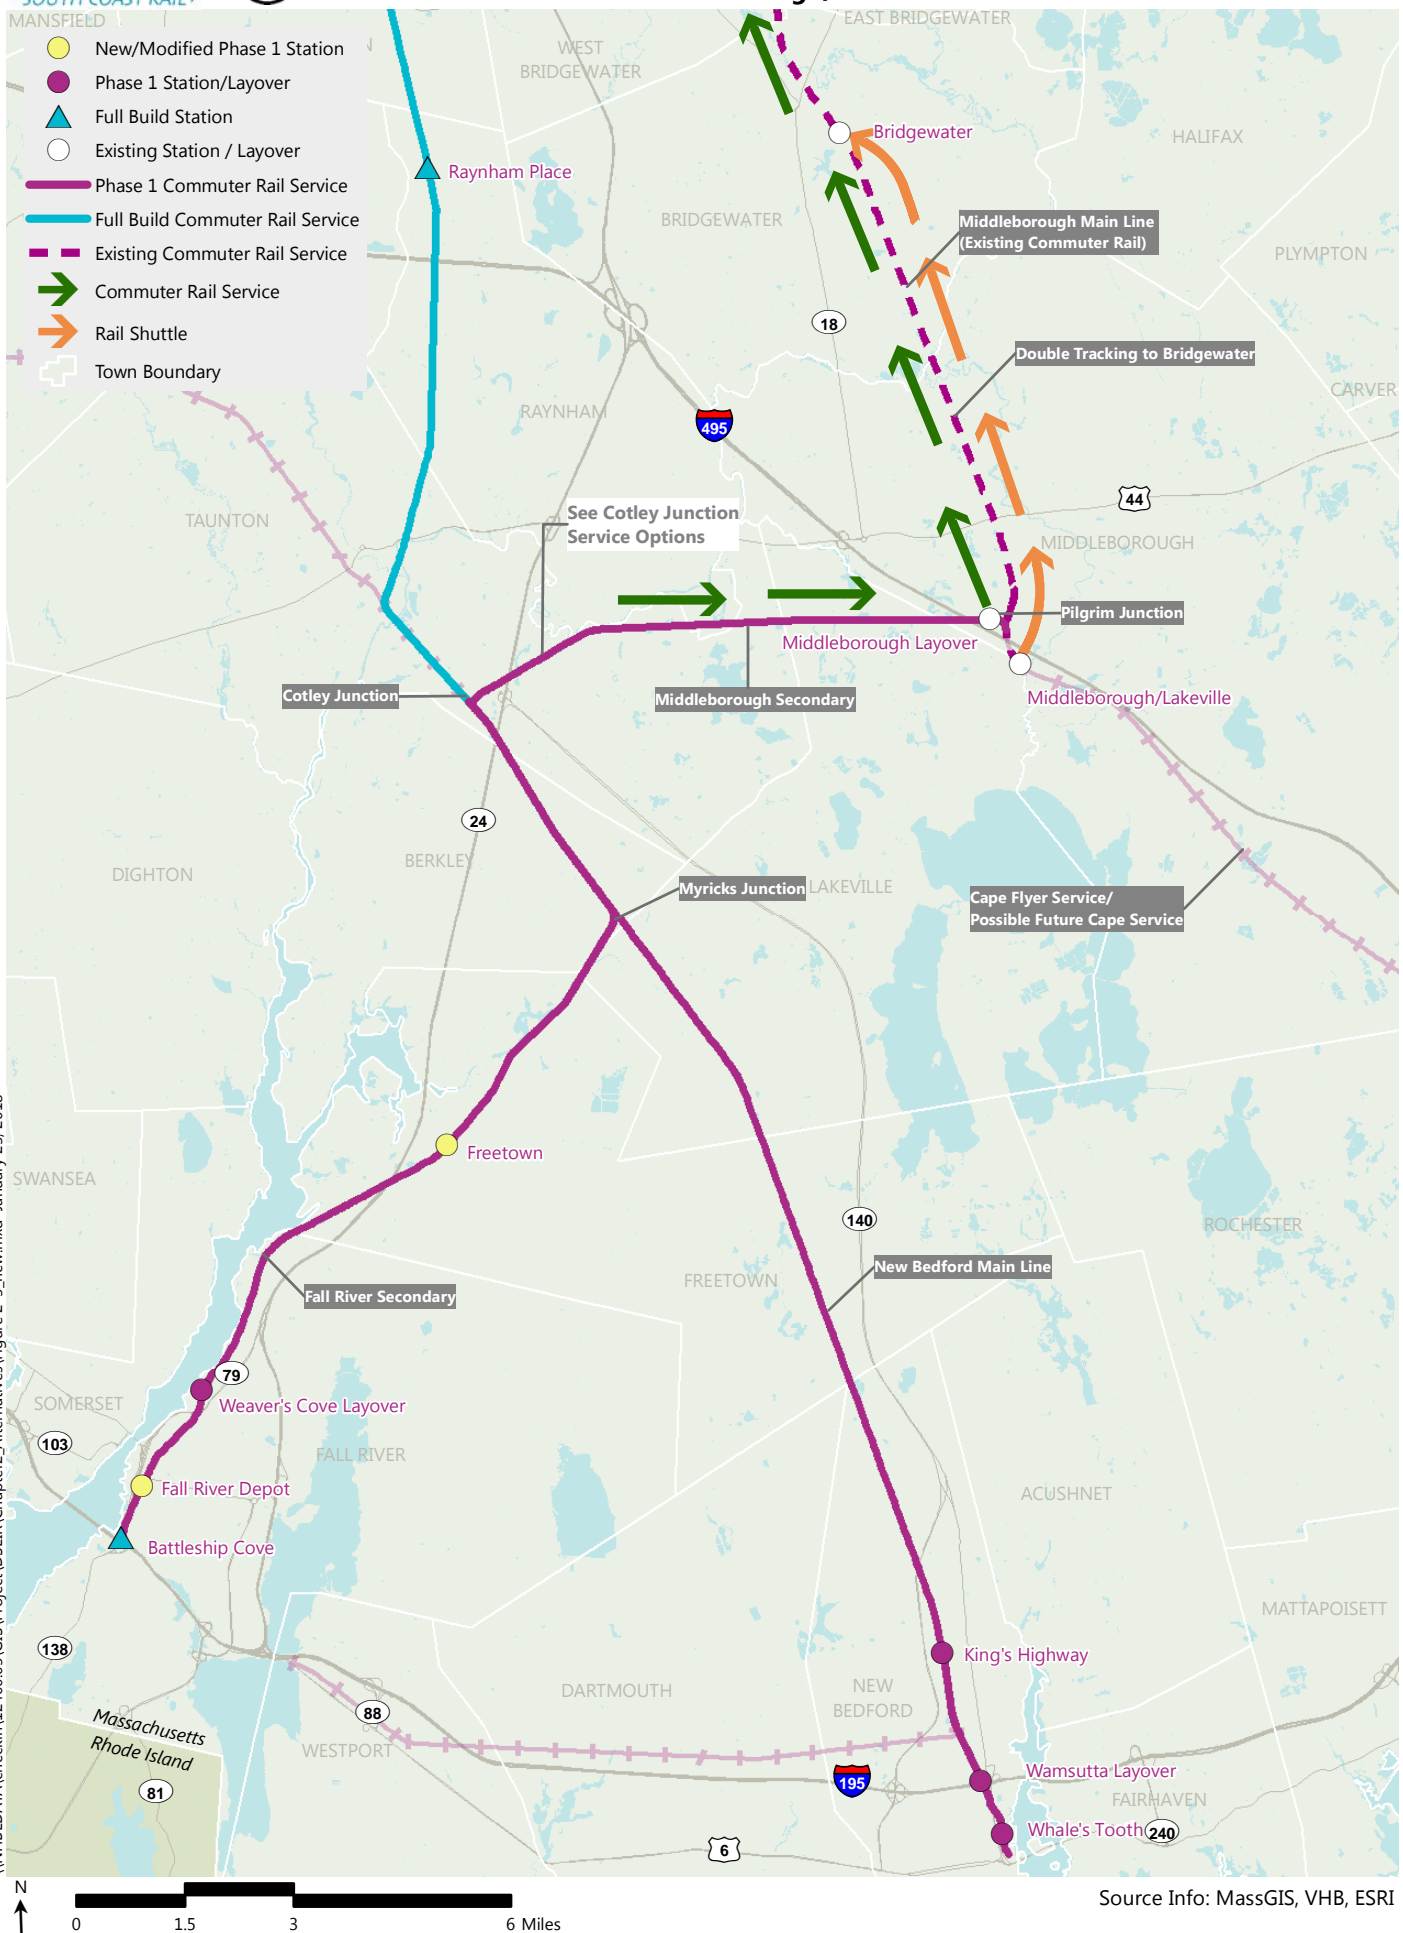 SOUTH COAST RAIL
MANSFIELD
EAST BRIDGEWATER
New/Modified Phase 1 Station
Phase 1 Station/Layover
Full Build Station
Existing Station / Layover
Phase 1 Commuter Rail Service
Full Build Commuter Rail Service
Existing Commuter Rail Service
Commuter Rail Service
Rail Shuttle
Town Boundary
WEST
BRIDGEWATER
Bridgewater
HALIFAX
Raynham Place
BRIDGEWATER
Middleborough Main Line
(Existing Commuter Rail)
PLYMPTON
18
Double Tracking to Bridgewater
CARVER
RAYNHAM
495
44
TAUNTON
See Cotley Junction
Service Options
MIDDLEBOROUGH
Pilgrim Junction
Middleborough Layover
Cotley Junction
Middleborough Secondary
Middleborough/Lakeville
24
BERKLEY
DIGHTON
Myricks Junction
LAKEVILLE
Cape Flyer Service/
Possible Future Cape Service
Freetown
SWANSEA
140
ROCHESTER
New Bedford Main Line
FREETOWN
Fall River Secondary
79
SOMERSET
Weaver's Cove Layover
103
FALL RIVER
Fall River Depot
ACUSHNET
Battleship Cove
MATTAPOISETT
138
King's Highway
DARTMOUTH
NEW
BEDFORD
88
Massachusetts
Rhode Island
WESTPORT
81
195
Wamsutta Layover
FAIRHAVEN
Whale's Tooth
240
6
N
0 1.5 3 6 Miles
Source Info: MassGIS, VHB, ESRI